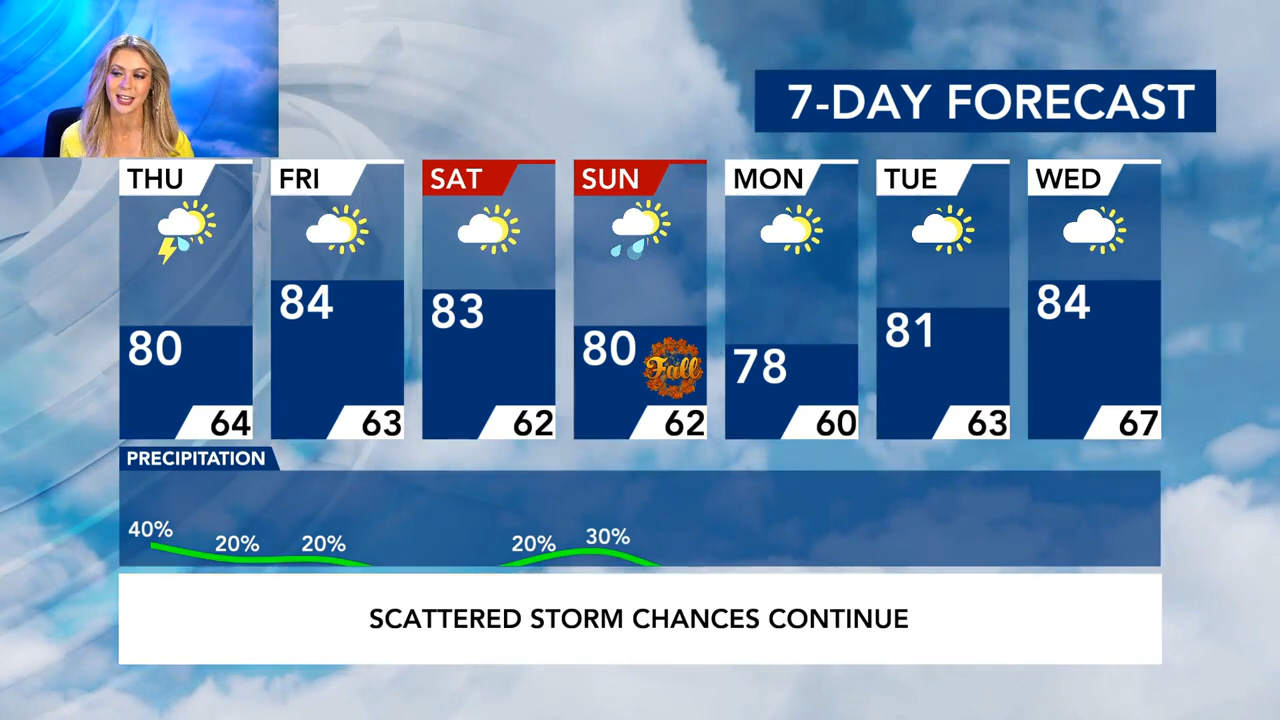 7-DAY FORECAST
THU FRI SAT SUN MON TUE WED
80 84 83 80 78 81 84
Fall
64 63 62 62 60 63 67
PRECIPITATION
40% 20% 20% 20% 30%
SCATTERED STORM CHANCES CONTINUE